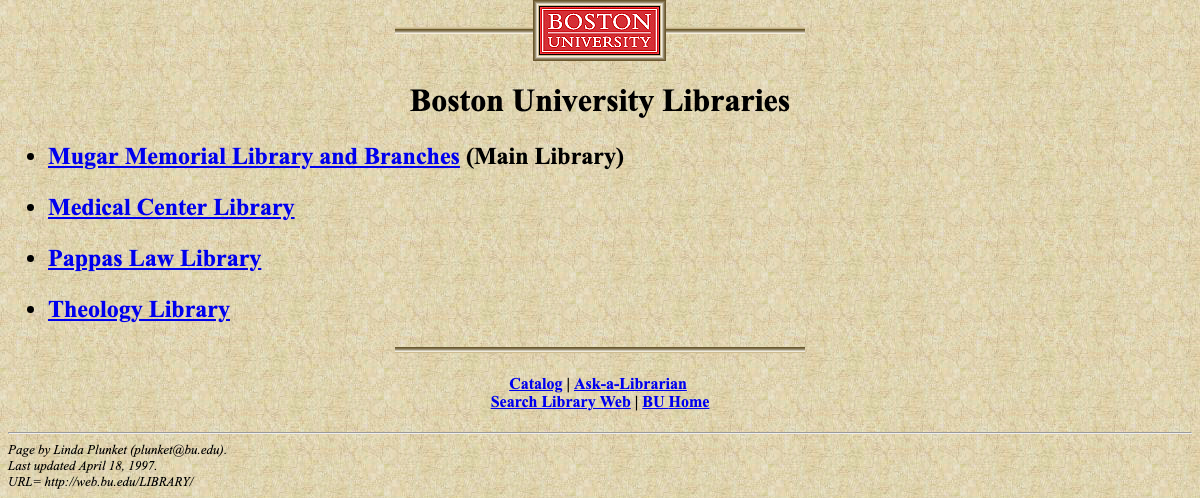 BOSTON
UNIVERSITY
Boston University Libraries
• Mugar Memorial Library and Branches (Main Library)
• Medical Center Library
• Pappas Law Library
• Theology Library
Catalog | Ask-a-Librarian
Search Library Web | BU Home
Page by Linda Plunket (plunket@bu.edu).
Last updated April 18, 1997.
URL= http://web.bu.edu/LIBRARY/